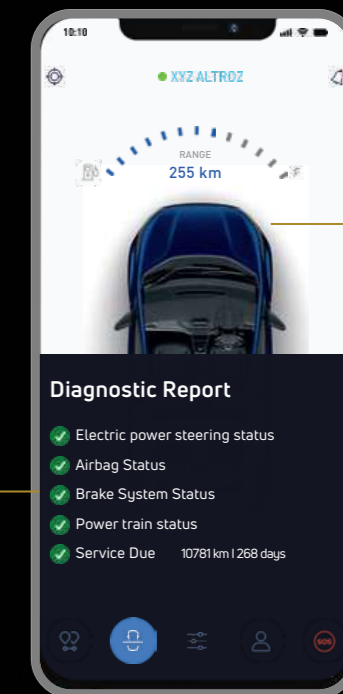 10:10
XYZ ALTROZ
RANGE
255 km
Diagnostic Report
Electric power steering status
Airbag Status
Brake System Status
Power train status
Service Due 10781 km I 268 days
SOS